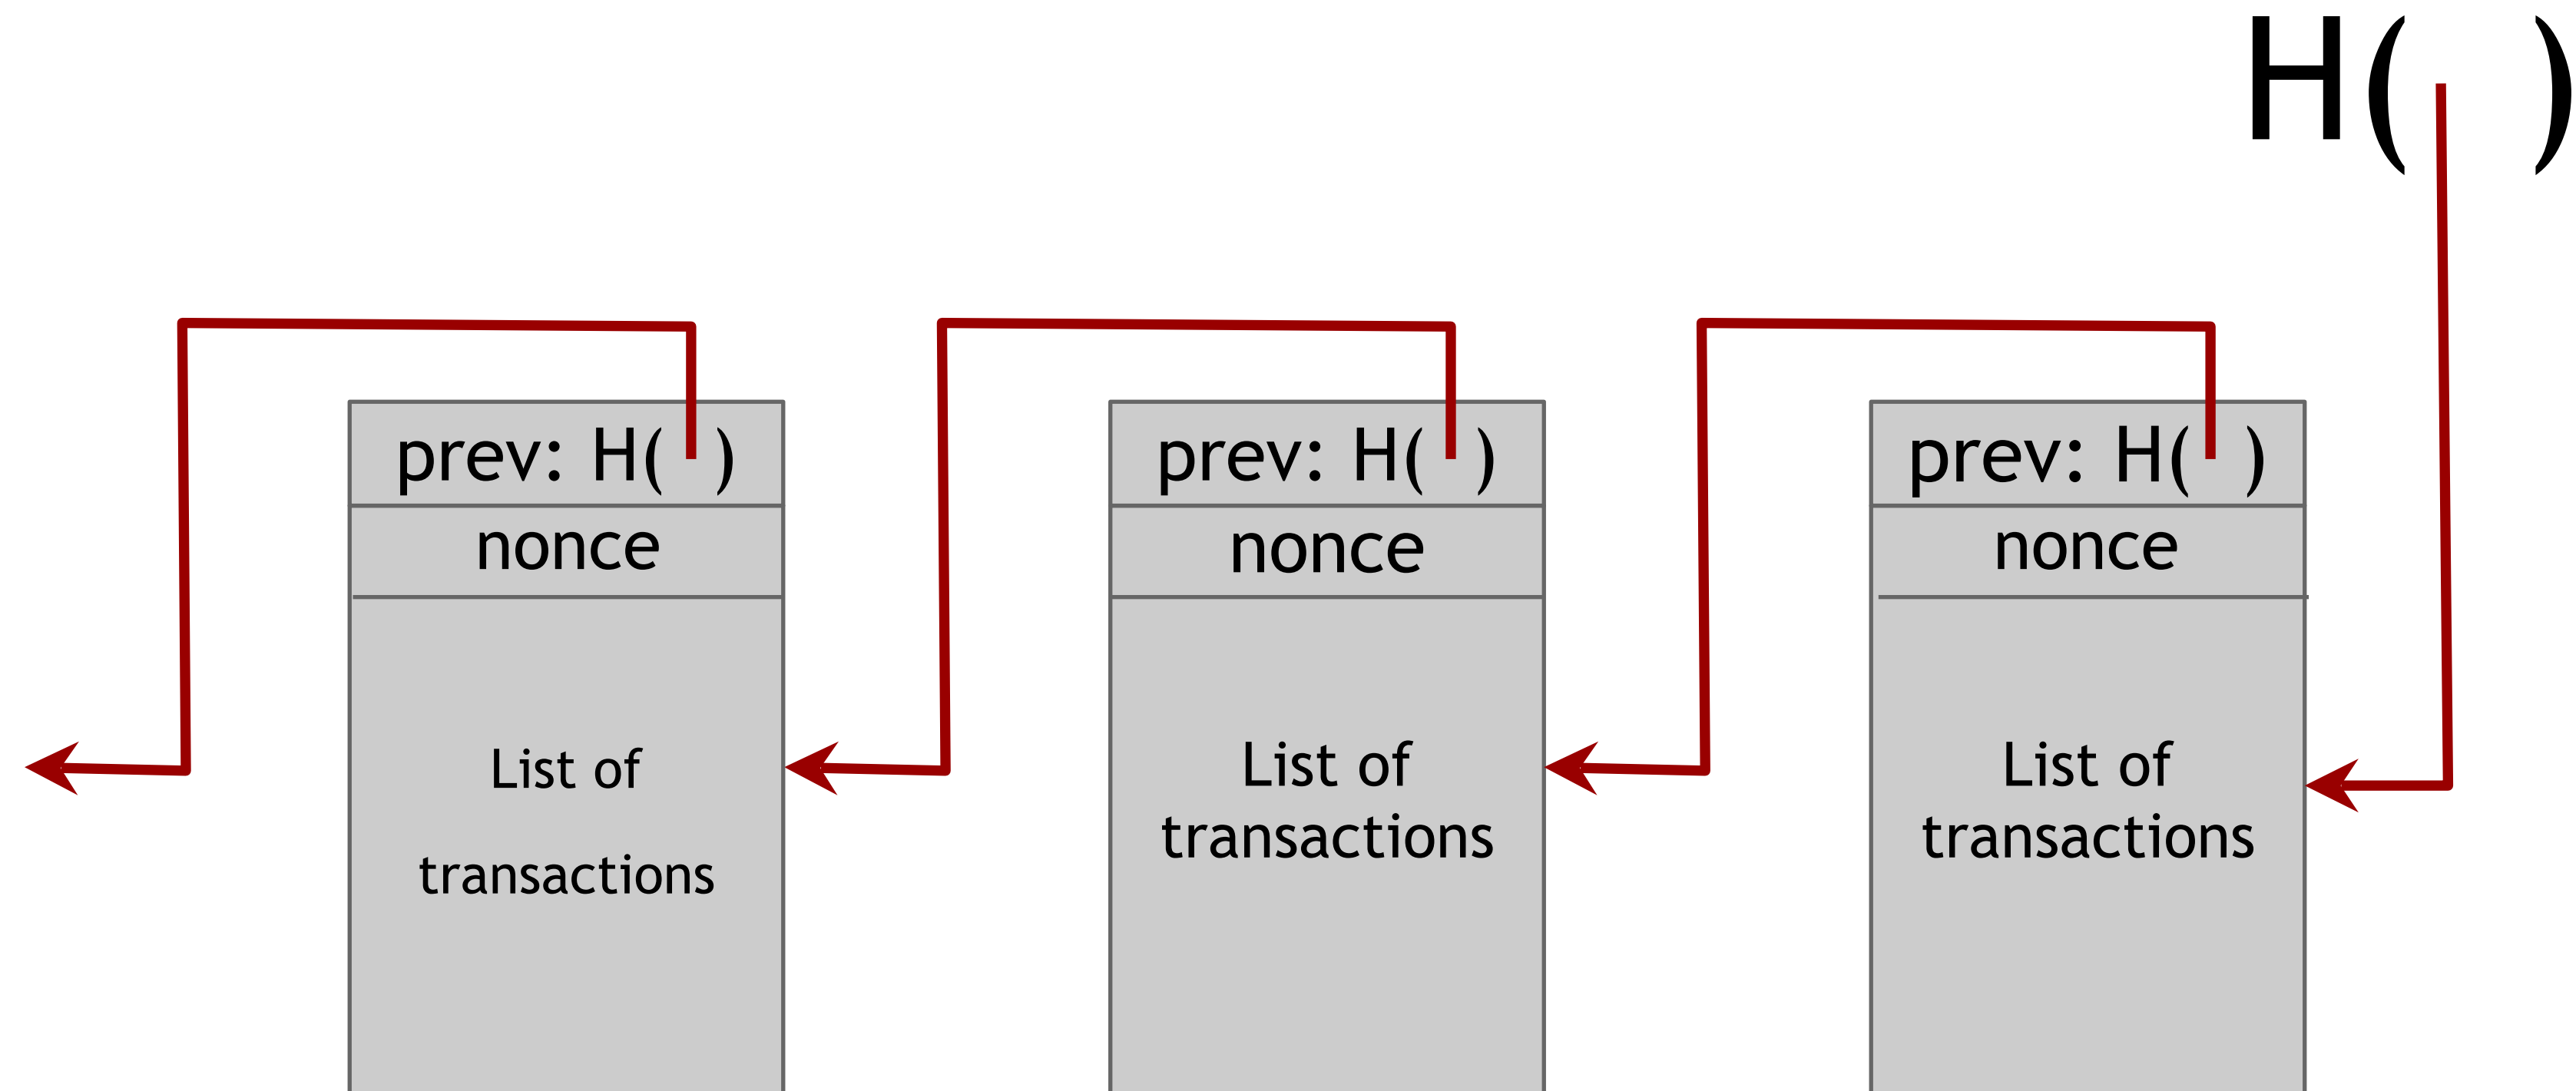 H( )
prev: H( )
nonce
List of
transactions
prev: H( )
nonce
List of
transactions
prev: H( )
nonce
List of
transactions